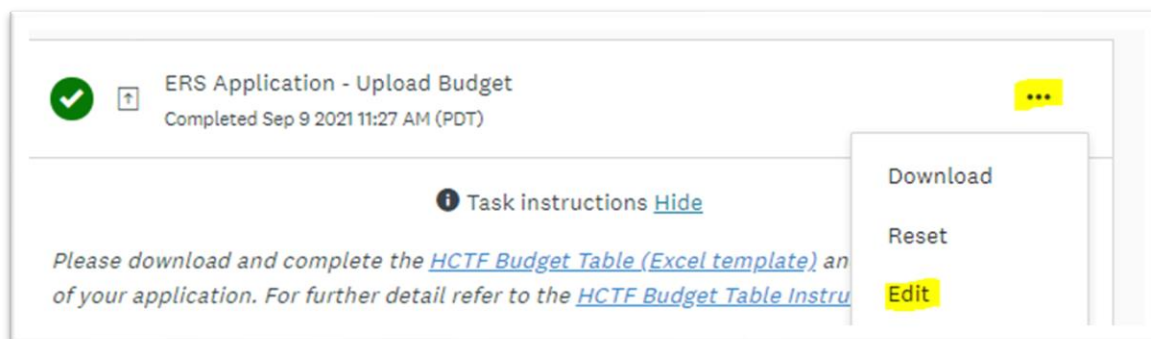 ERS Application - Upload Budget
•••
Completed Sep 9 2021 11:27 AM (PDT)
Download
Task instructions Hide
Reset
Please download and complete the HCTF Budget Table (Excel template) an
of your application. For further detail refer to the HCTF Budget Table Instru
Edit